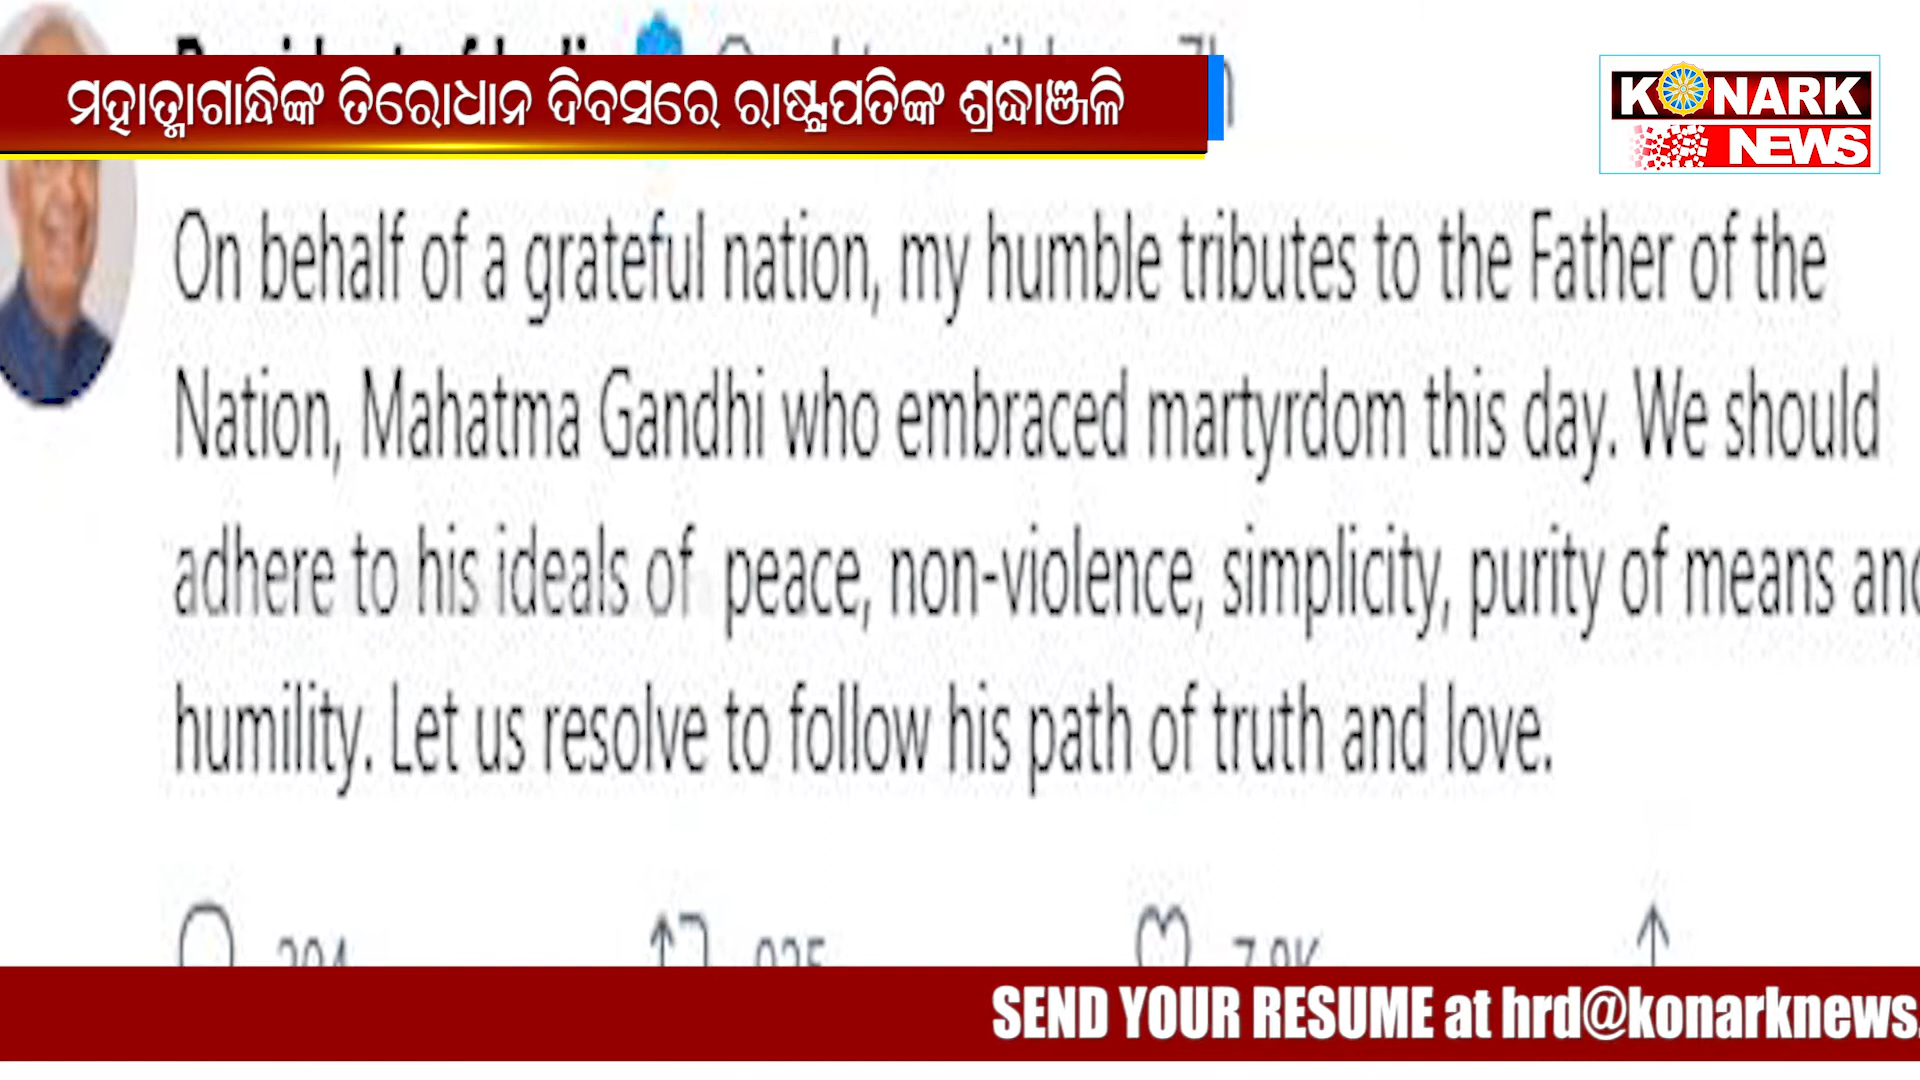 ମହାତ୍ମାଗାନ୍ଧିଙ୍କ ତିରୋଧାନ ଦିବସରେ ରାଷ୍ଟ୍ରପତିଙ୍କ ଶ୍ରଦ୍ଧାଞ୍ଜଳି
KONARK
NEWS
On behalf of a grateful nation, my humble tributes to the Father of the
Nation, Mahatma Gandhi who embraced martyrdom this day. We should
adhere to his ideals of peace, non-violence, simplicity, purity of means and
humility. Let us resolve to follow his path of truth and love.
SEND YOUR RESUME at hrd@konarknews.